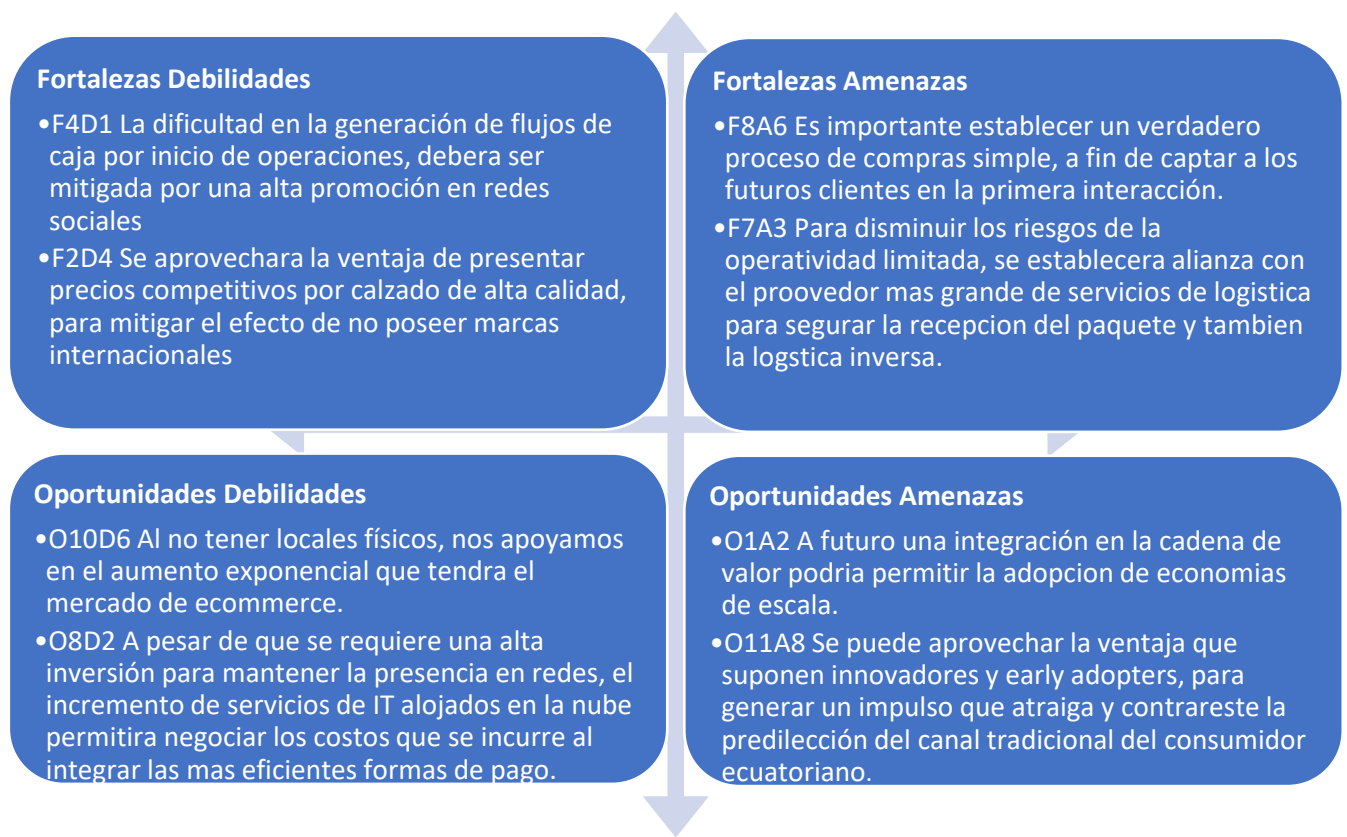 Fortalezas Debilidades
•F4D1 La dificultad en la generación de flujos de
caja por inicio de operaciones, debera ser
mitigada por una alta promoción en redes
sociales
•F2D4 Se aprovechara la ventaja de presentar
precios competitivos por calzado de alta calidad,
para mitigar el efecto de no poseer marcas
internacionales
Fortalezas Amenazas
•F8A6 Es importante establecer un verdadero
proceso de compras simple, a fin de captar a los
futuros clientes en la primera interacción.
•F7A3 Para disminuir los riesgos de la
operatividad limitada, se establecera alianza con
el proovedor mas grande de servicios de logistica
para segurar la recepcion del paquete y tambien
la logstica inversa.
Oportunidades Debilidades
•O10D6 Al no tener locales físicos, nos apoyamos
en el aumento exponencial que tendra el
mercado de ecommerce.
•O8D2 A pesar de que se requiere una alta
inversión para mantener la presencia en redes, el
incremento de servicios de IT alojados en la nube
permitira negociar los costos que se incurre al
integrar las mas eficientes formas de pago.
Oportunidades Amenazas
•O1A2 A futuro una integración en la cadena de
valor podria permitir la adopcion de economias
de escala.
•O11A8 Se puede aprovechar la ventaja que
suponen innovadores y early adopters, para
generar un impulso que atraiga y contrareste la
predilección del canal tradicional del consumidor
ecuatoriano.